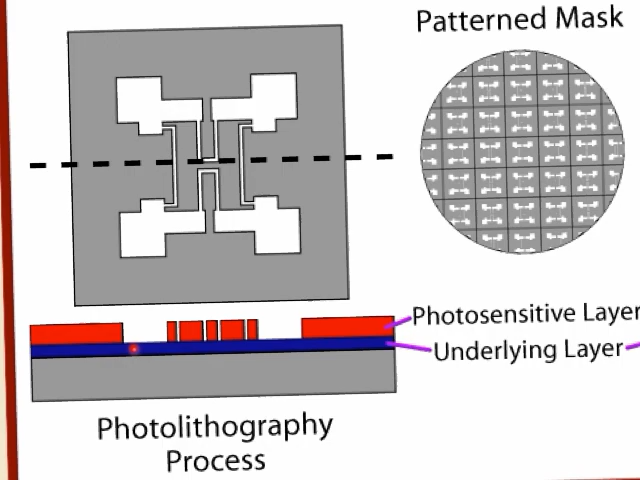 Patterned Mask
Photosensitive Layer
Underlying Layer
Photolithography
Process